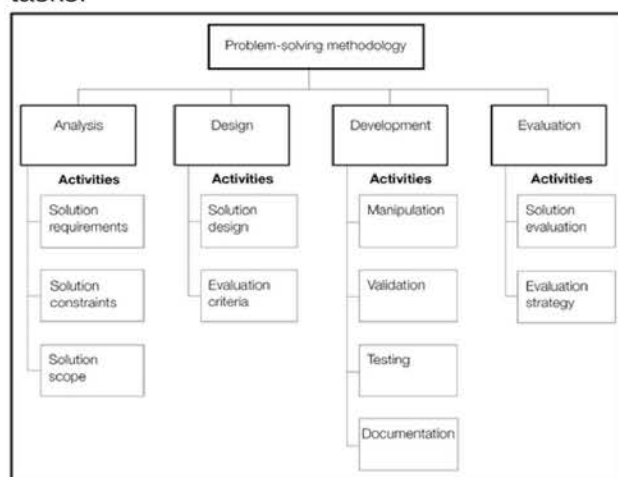 Problem-solving methodology
Analysis
Design
Development
Evaluation
Activities
Activities
Activities
Activities
Solution
requirements
Solution
constraints
Solution
scope
Solution
design
Evaluation
criteria
Manipulation
Validation
Testing
Documentation
Solution
evaluation
Evaluation
strategy